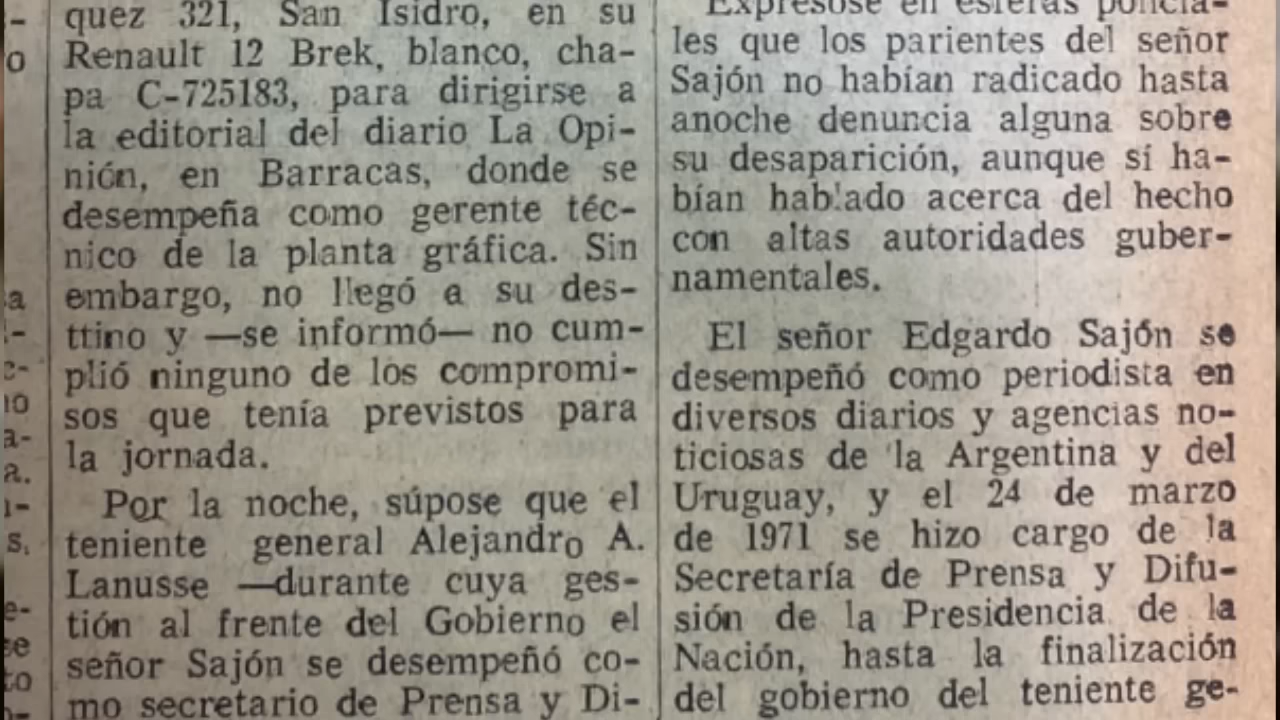 quez 321, San Isidro, en su
Renault 12 Brek, blanco, cha-
pa C-725183, para dirigirse a
la editorial del diario La Opi-
nión, en Barracas, donde se
desempeña como gerente téc-
nico de la planta gráfica. Sin
embargo, no llegó a su des-
ttino y —se informó— no cum-
plió ninguno de los compromi-
sos que tenía previstos para
la jornada.
Por la noche, súpose que el
teniente general Alejandro A.
Lanusse —durante cuya ges-
tión al frente del Gobierno el
señor Sajón se desempeñó co-
mo secretario de Prensa y Di-
Expresóse en esferas policia-
les que los parientes del señor
Sajón no habían radicado hasta
anoche denuncia alguna sobre
su desaparición, aunque sí ha-
bían hablado acerca del hecho
con altas autoridades guber-
namentales.
El señor Edgardo Sajón se
desempeñó como periodista en
diversos diarios y agencias no-
ticiosas de la Argentina y del
Uruguay, y el 24 de marzo
de 1971 se hizo cargo de la
Secretaría de Prensa y Difu-
sión de la Presidencia de la
Nación, hasta la finalización
del gobierno del teniente ge-